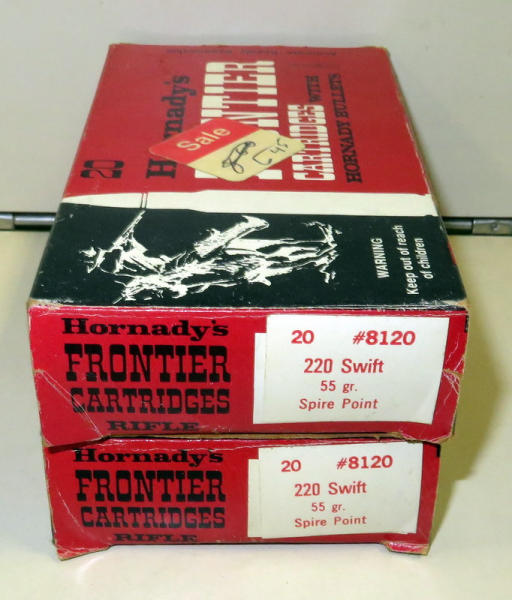 20
Hornady's
FRONTIER
CARTRIDGES WITH
HORNADY BULLETS
Sale
6 45
WARNING
Keep out of reach
of children
Hornady's
FRONTIER
CARTRIDGES
RIFLE
20 #8120
220 Swift
55 gr.
Spire Point
Hornady's
FRONTIER
CARTRIDGES
RIFLE
20 #8120
220 Swift
55 gr.
Spire Point